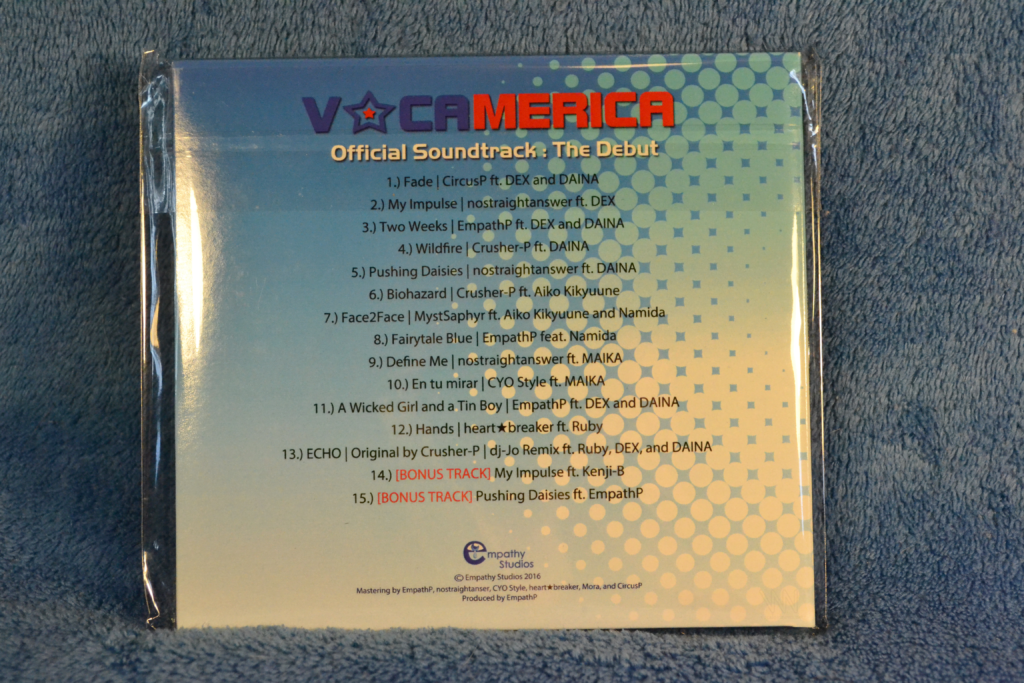 V★CAMERICA
Official Soundtrack : The Debut
1.) Fade | CircusP ft. DEX and DAINA
2.) My Impulse | nostraightanswer ft. DEX
3.) Two Weeks | EmpathP ft. DEX and DAINA
4.) Wildfire | Crusher-P ft. DAINA
5.) Pushing Daisies | nostraightanswer ft. DAINA
6.) Biohazard | Crusher-P ft. Aiko Kikyuune
7.) Face2Face | MystSaphyr ft. Aiko Kikyuune and Namida
8.) Fairytale Blue | EmpathP feat. Namida
9.) Define Me | nostraightanswer ft. MAIKA
10.) En tu mirar | CYO Style ft. MAIKA
11.) A Wicked Girl and a Tin Boy | EmpathP ft. DEX and DAINA
12.) Hands | heart★breaker ft. Ruby
13.) ECHO | Original by Crusher-P | dj-Jo Remix ft. Ruby, DEX, and DAINA
14.) [BONUS TRACK] My Impulse ft. Kenji-B
15.) [BONUS TRACK] Pushing Daisies ft. EmpathP
empathy
Studios
© Empathy Studios 2016
Mastering by EmpathP, nostraightanser, CYO Style, heart★breaker, Mora, and CircusP
Produced by EmpathP